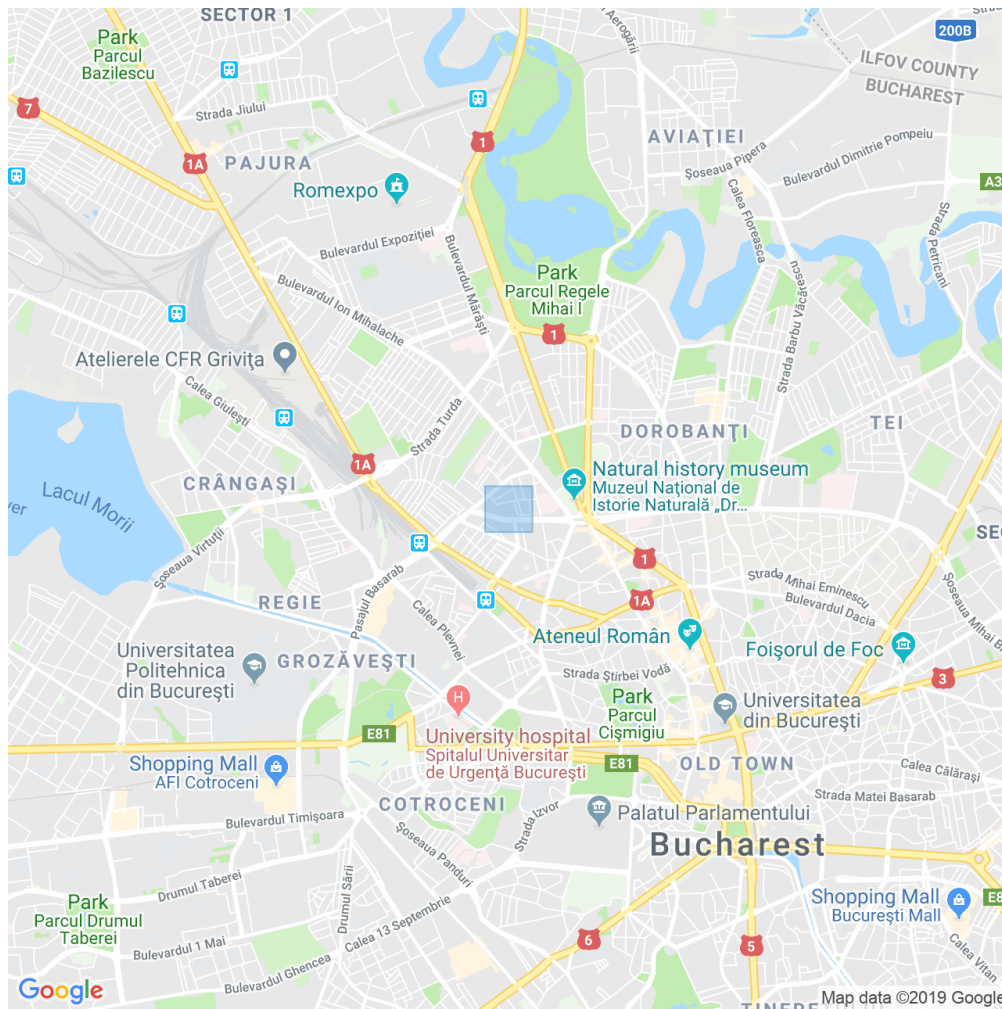 SECTOR 1
Park
Parcul
Bazilescu
200B
Aerogării
ILFOV COUNTY
BUCHAREST
7
Strada Jiului
1
AVIAŢIEI
Bulevardul Dimitrie Pompeiu
1A
PAJURA
Şoseaua Pipera
A3
Romexpo
Calea Floreasca
Strada Petricani
Bulevardul Expoziţiei
Bulevardul Mărăşti
Park
Parcul Regele
Mihai I
Strada Barbu Văcărescu
Bulevardul Ion Mihalache
1
Atelierele CFR Griviţa
Calea Giuleşti
Strada Turda
TEI
DOROBANŢI
1A
Natural history museum
Muzeul Naţional de
Istorie Naturală „Dr...
CRÂNGAŞI
Lacul Morii
Şoseaua Virtuţii
1
Strada Mihai Eminescu
Bulevardul Dacia
Şoseaua Mihai B
REGIE
Pasajul Basarab
Calea Plevnei
1A
Ateneul Român
Foişorul de Foc
Universitatea
Politehnica
din Bucureşti
GROZĂVEŞTI
Strada Ştirbei Vodă
3
H
Park
Parcul
Cişmigiu
Universitatea
din Bucureşti
E81
University hospital
Spitalul Universitar
de Urgenţă Bucureşti
E81
OLD TOWN
Shopping Mall
AFI Cotroceni
Calea Călăraşi
COTROCENI
Strada Matei Basarab
Bulevardul Timişoara
Strada Izvor
Palatul Parlamentului
Şoseaua Panduri
Bucharest
Drumul Taberei
Drumul Sării
Park
Parcul Drumul
Taberei
Calea 13 Septembrie
Shopping Mall
Bucureşti Mall
E8
Bulevardul 1 Mai
6
5
Calea Vitan
Bulevardul Ghencea
Google
Map data ©2019 Google